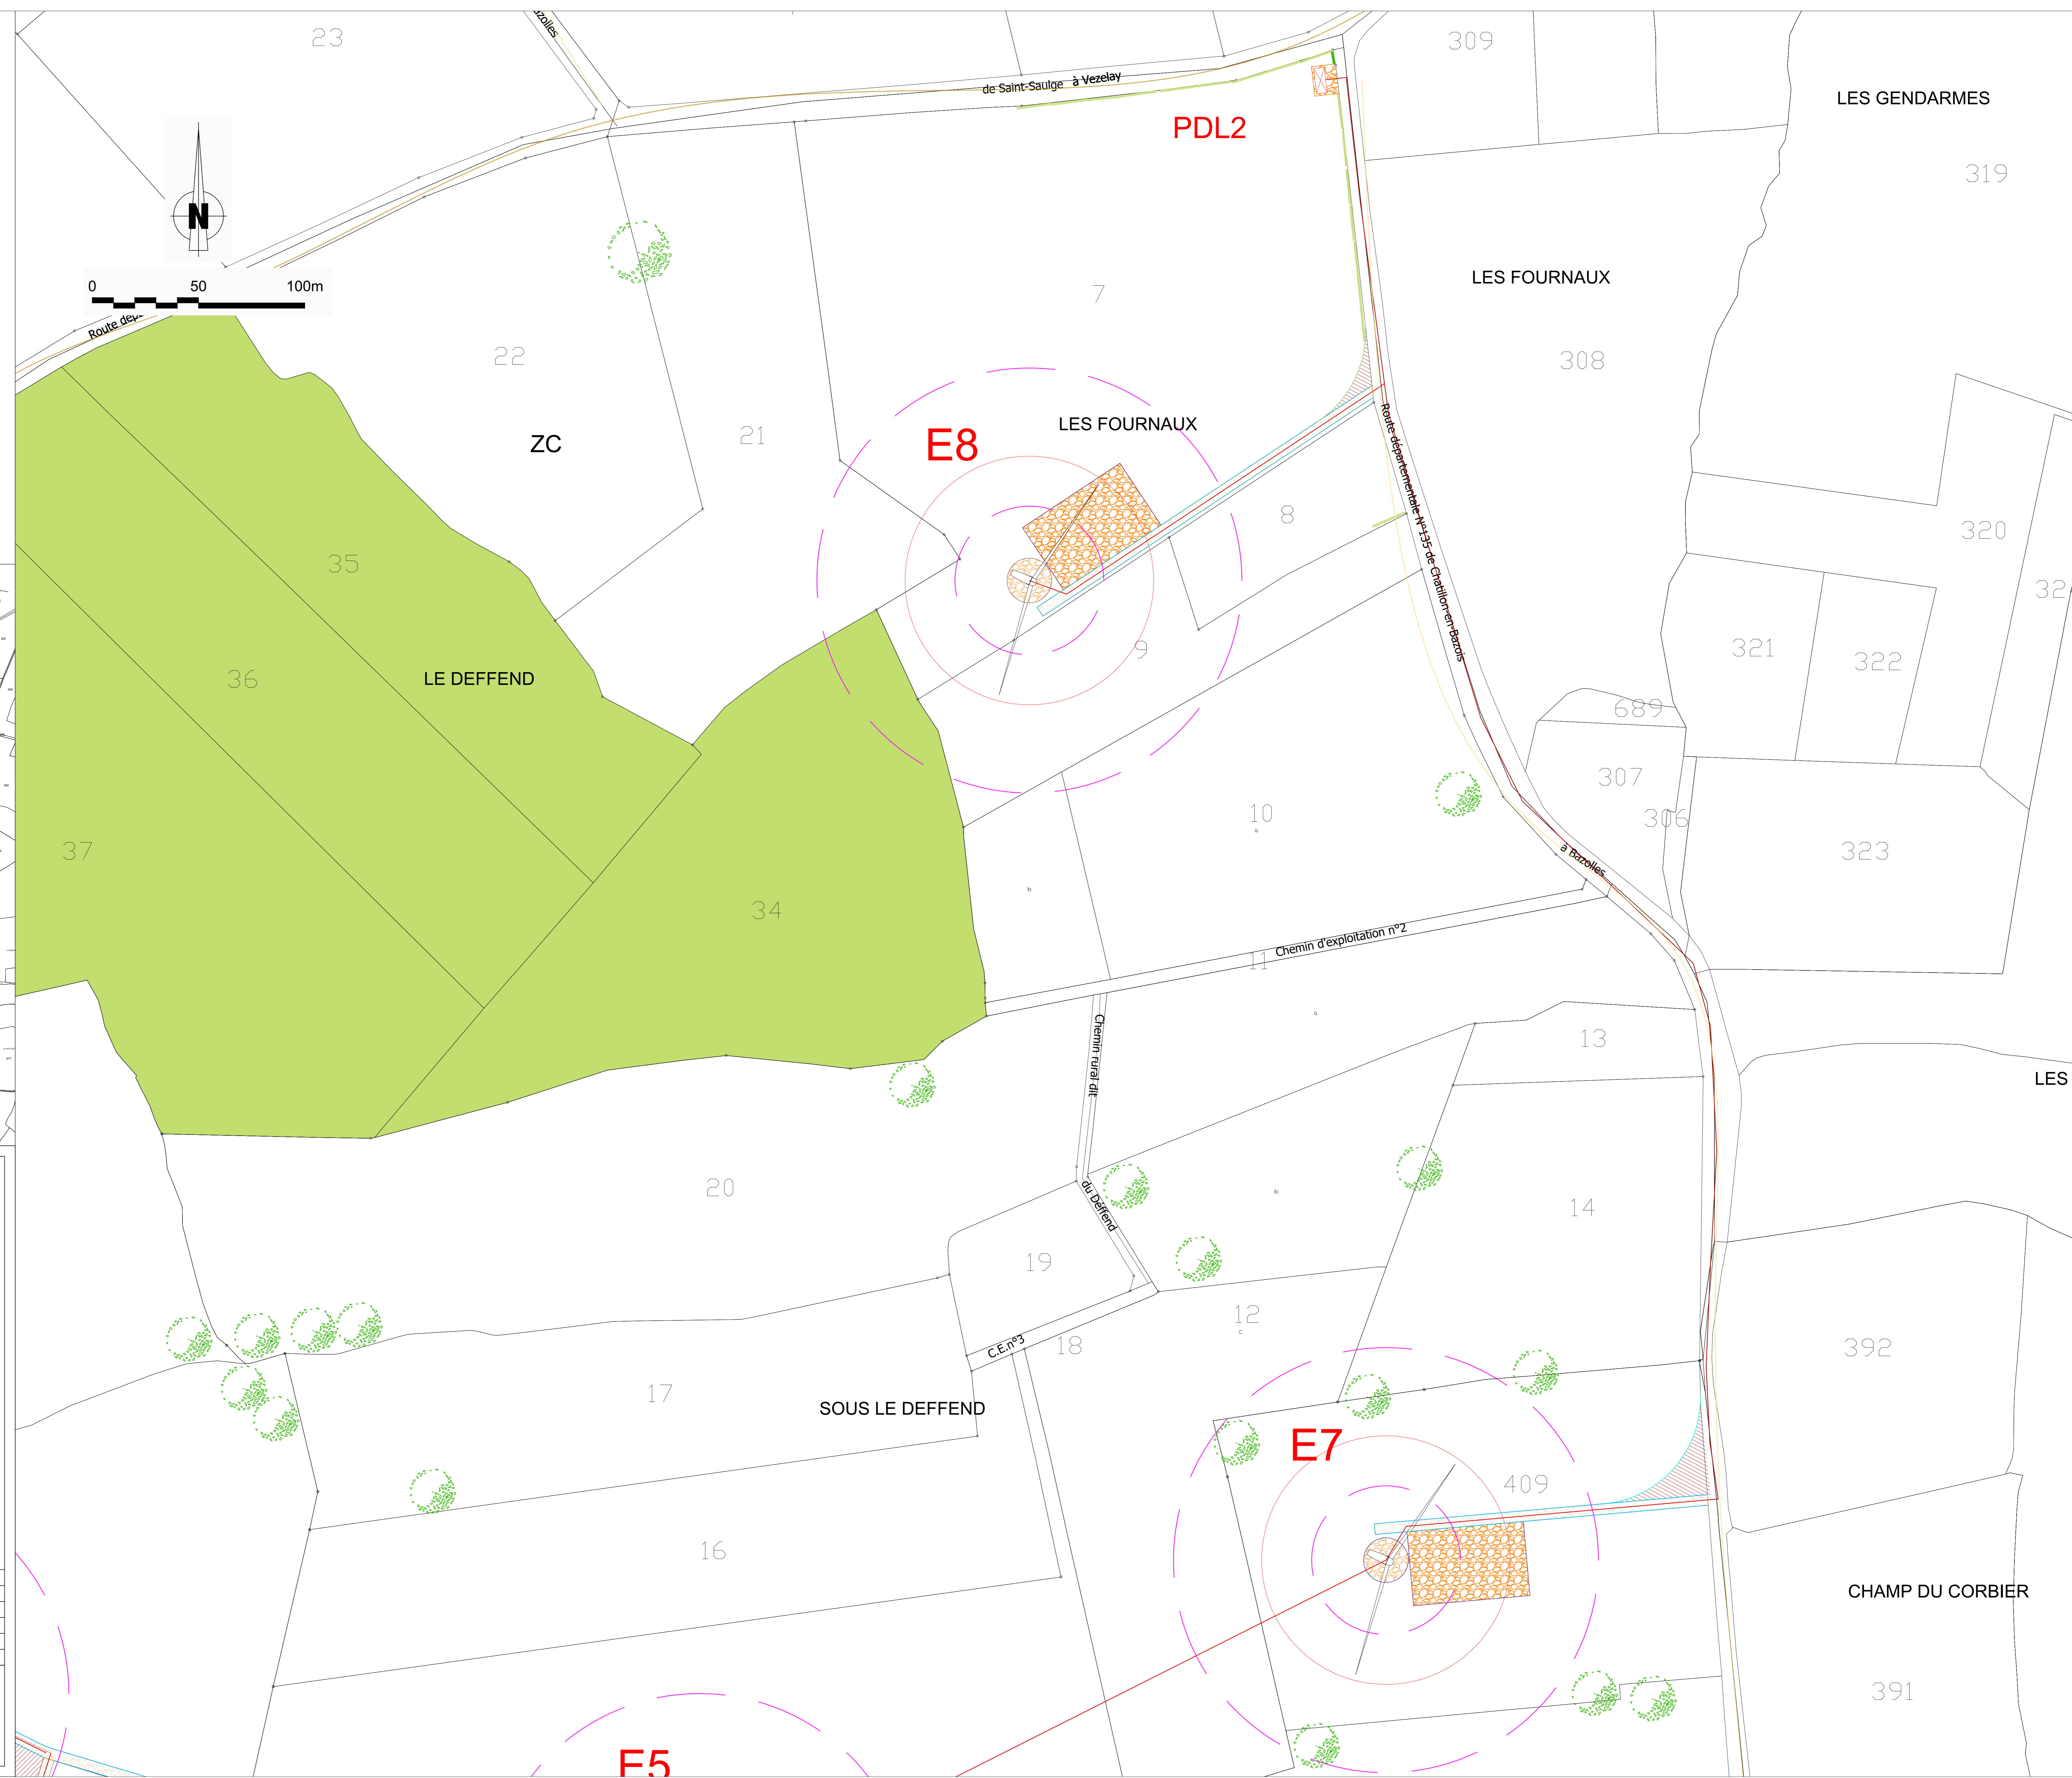 23
Bazolles
de Saint-Saulge à Vezelay
309
LES GENDARMES
PDL2
319
N
0 50 100m
Route
7
LES FOURNAUX
22
308
21
ZC
E8
LES FOURNAUX
Route départementale N°135 de Chatillon-en-Bazois
8
320
35
32
9
321
322
36
LE DEFFEND
689
307
10
306
37
à Bazolles
323
34
Chemin d'exploitation n°2
11
Chemin rural dit
13
LES
20
du Déffend
14
19
12
C.E.n°3
18
392
17
SOUS LE DEFFEND
E7
409
16
CHAMP DU CORBIER
391
E5